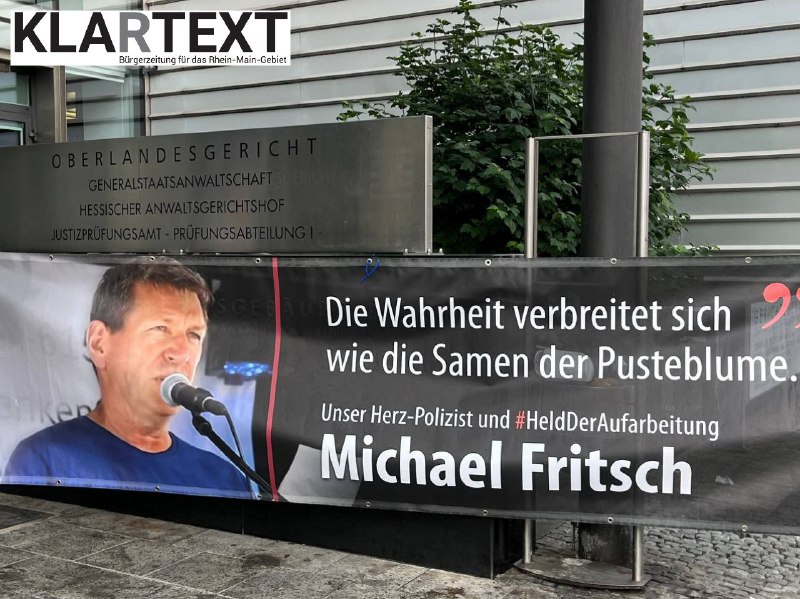 KLARTEXT
Bürgerzeitung für das Rhein-Main-Gebiet
OBERLANDESGERICHT
GENERALSTAATSANWALTSCHAFT
HESSISCHER ANWALTSGERICHTSHOF
JUSTIZPRÜFUNGSAMT - PRÜFUNGSABTEILUNG I
Die Wahrheit verbreitet sich
wie die Samen der Pusteblume.
Unser Herz-Polizist und #HeldDerAufarbeitung
Michael Fritsch